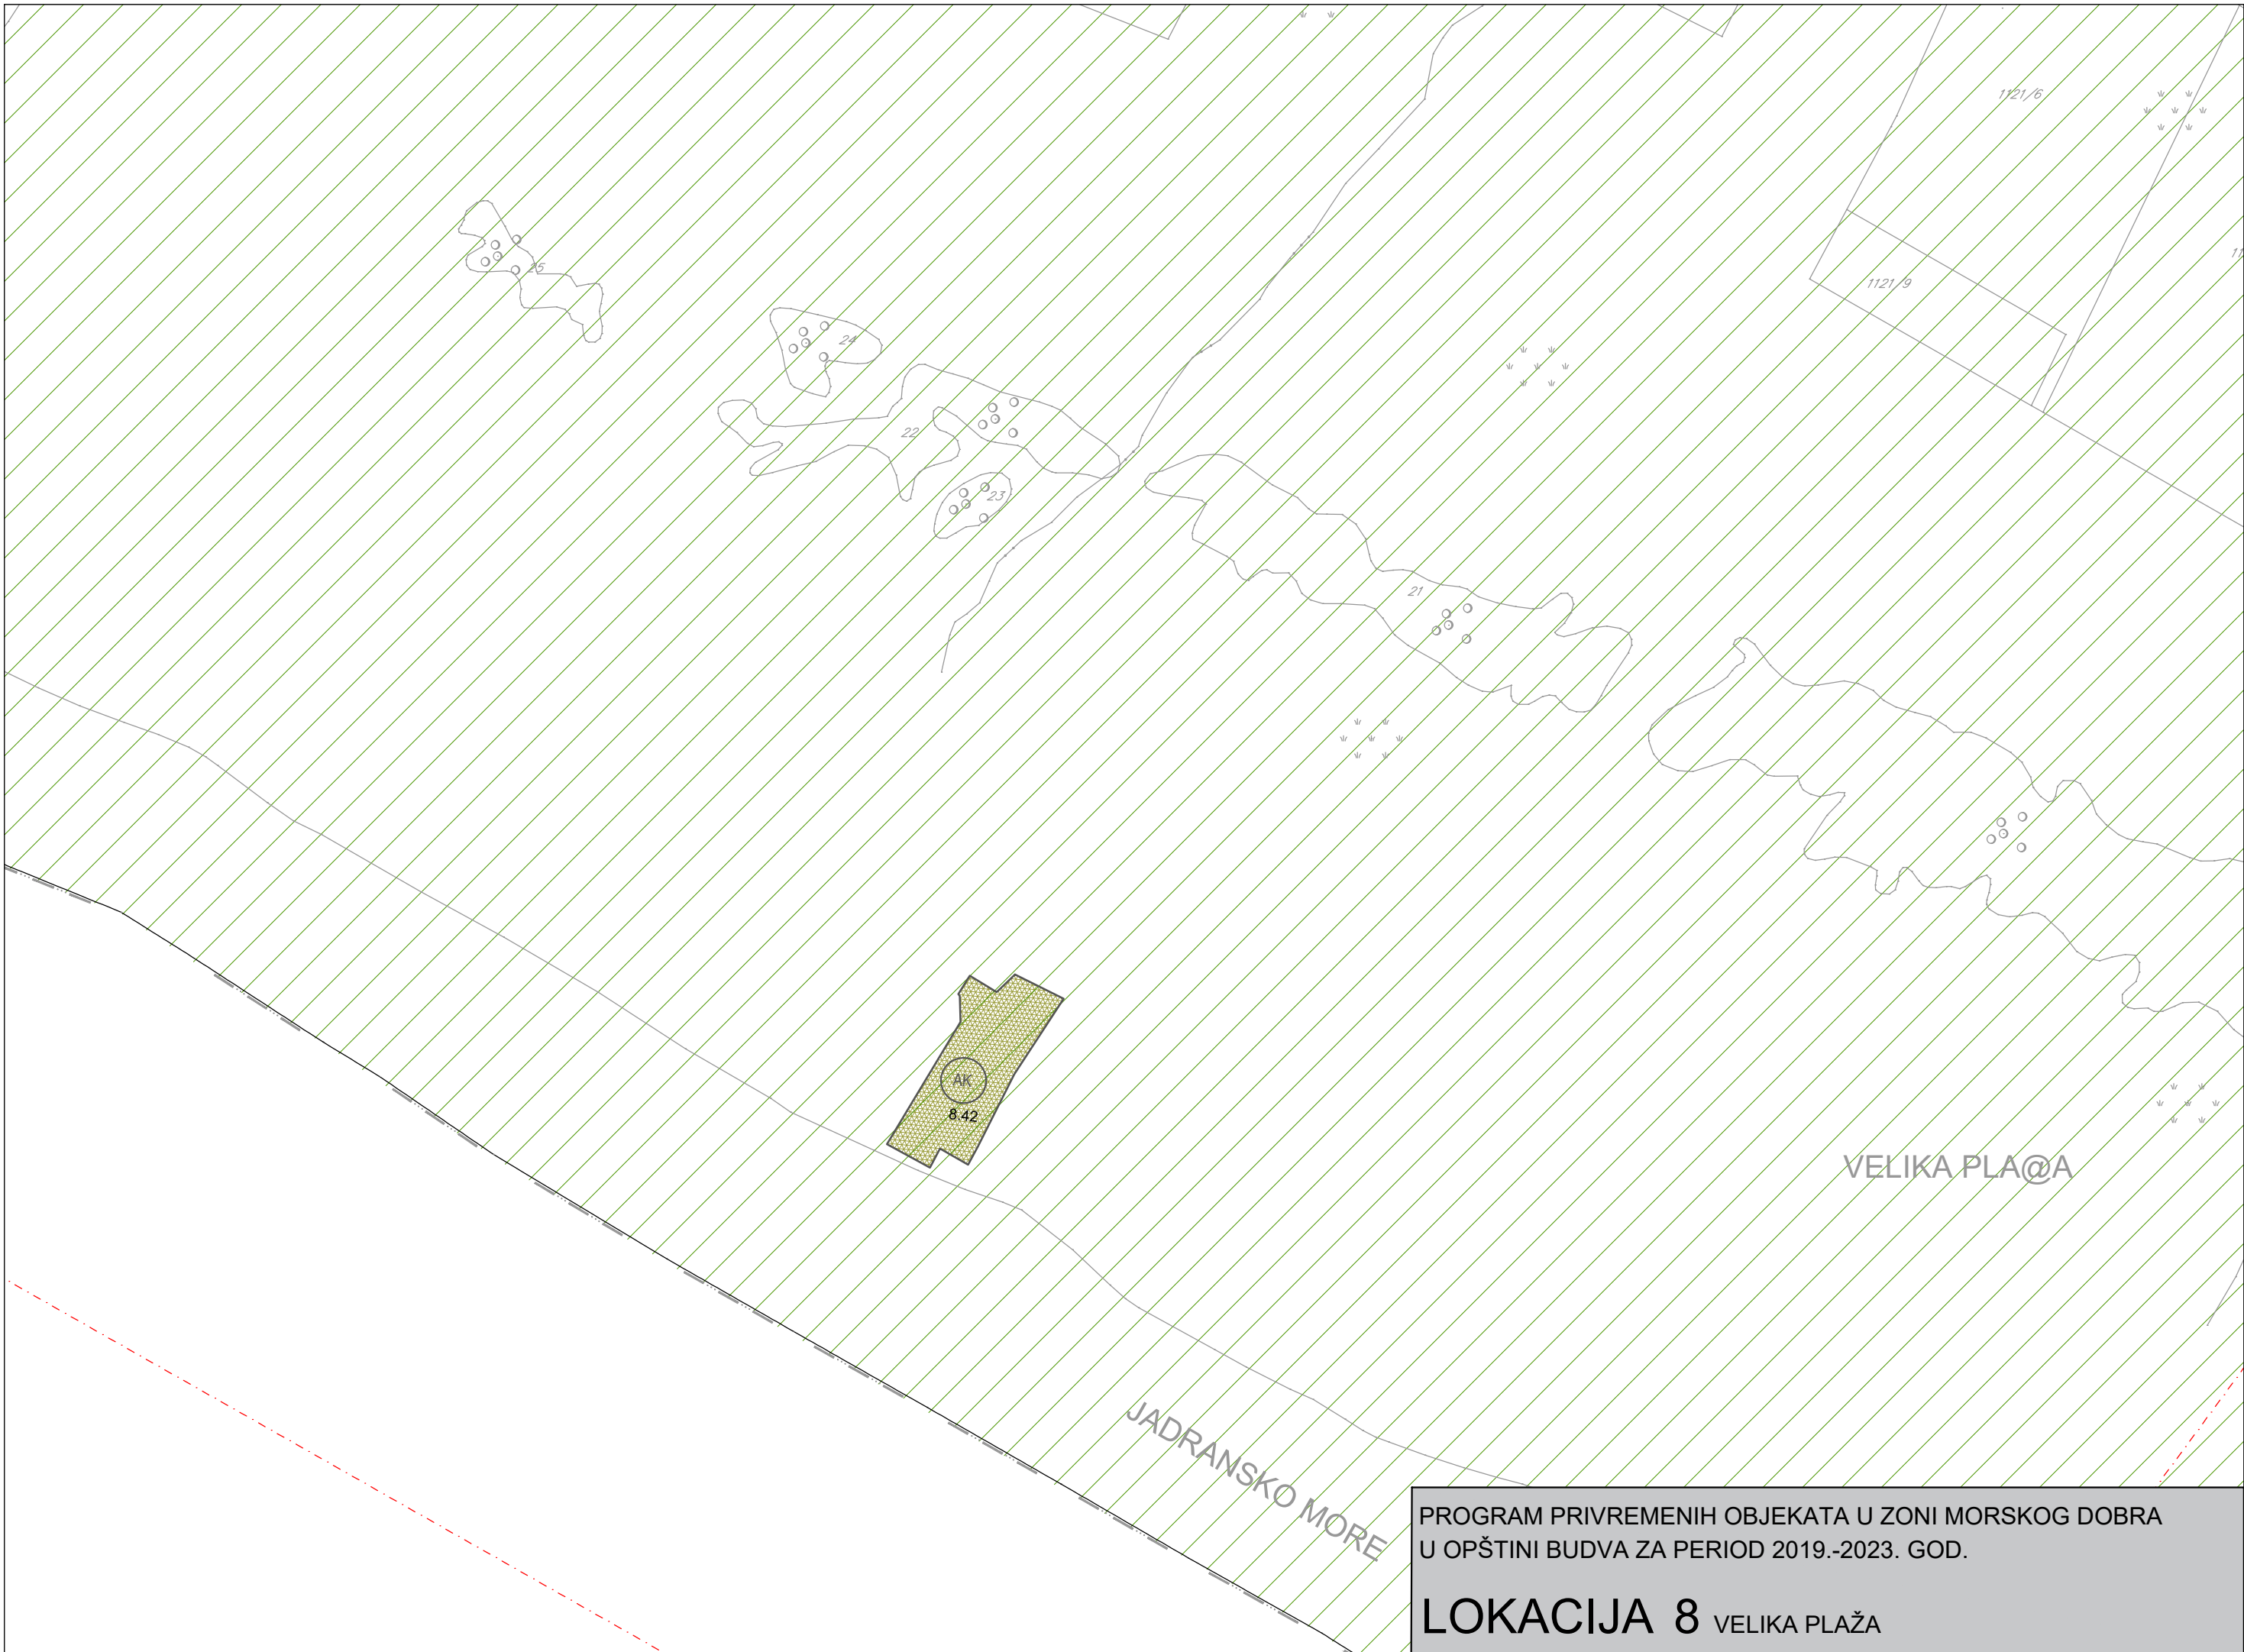 1121/6
1121/9
11
25
24
22
23
21
AK
8.42
VELIKA PLA@A
JADRANSKO MORE
PROGRAM PRIVREMENIH OBJEKATA U ZONI MORSKOG DOBRA
U OPŠTINI BUDVA ZA PERIOD 2019.-2023. GOD.
LOKACIJA 8 VELIKA PLAŽA